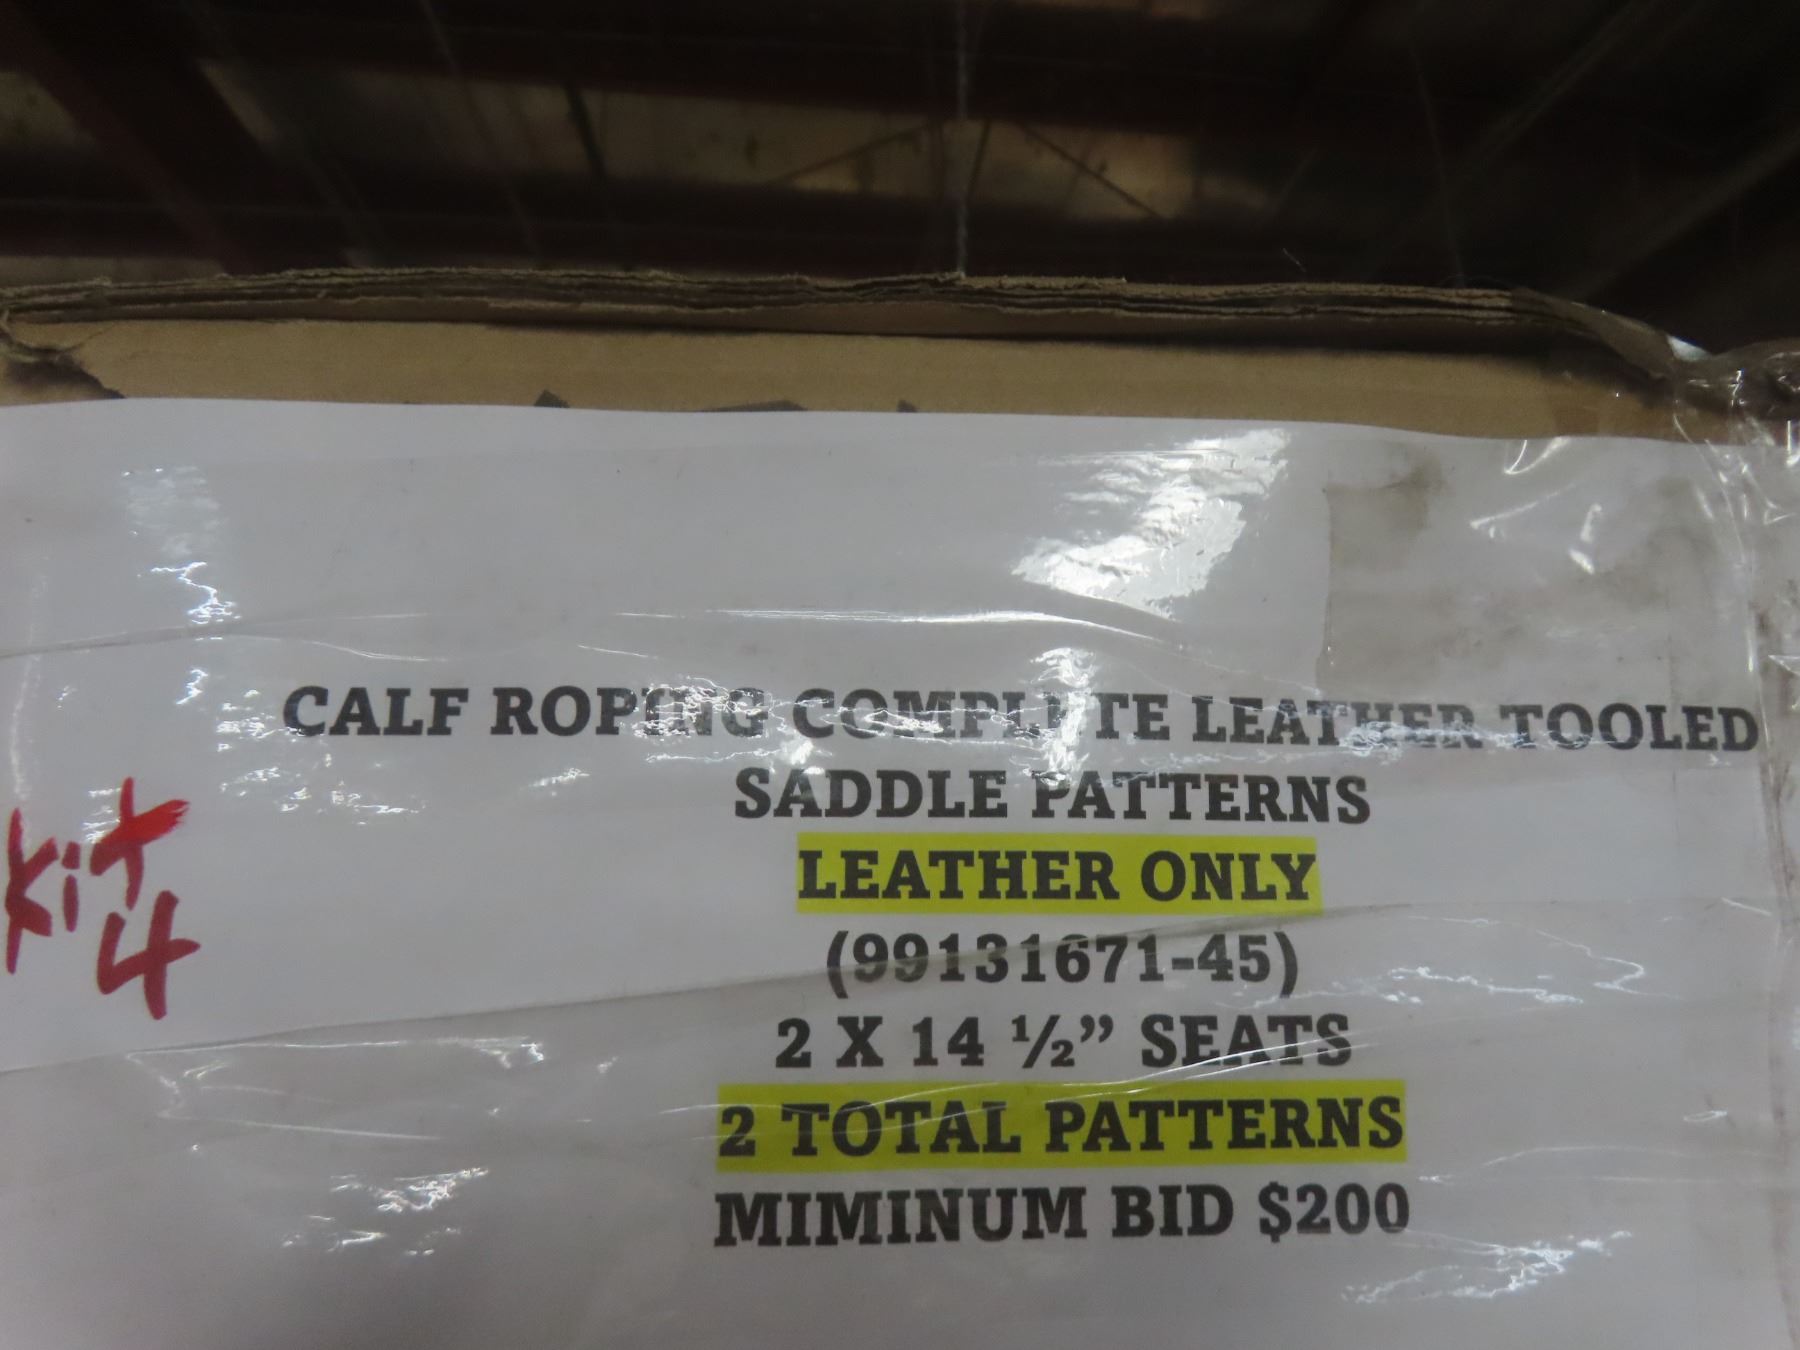 CALF ROPING COMPLETE LEATHER TOOLED
SADDLE PATTERNS
LEATHER ONLY
(99131671-45)
2 X 14 ½” SEATS
2 TOTAL PATTERNS
MIMINUM BID $200
Kit
4